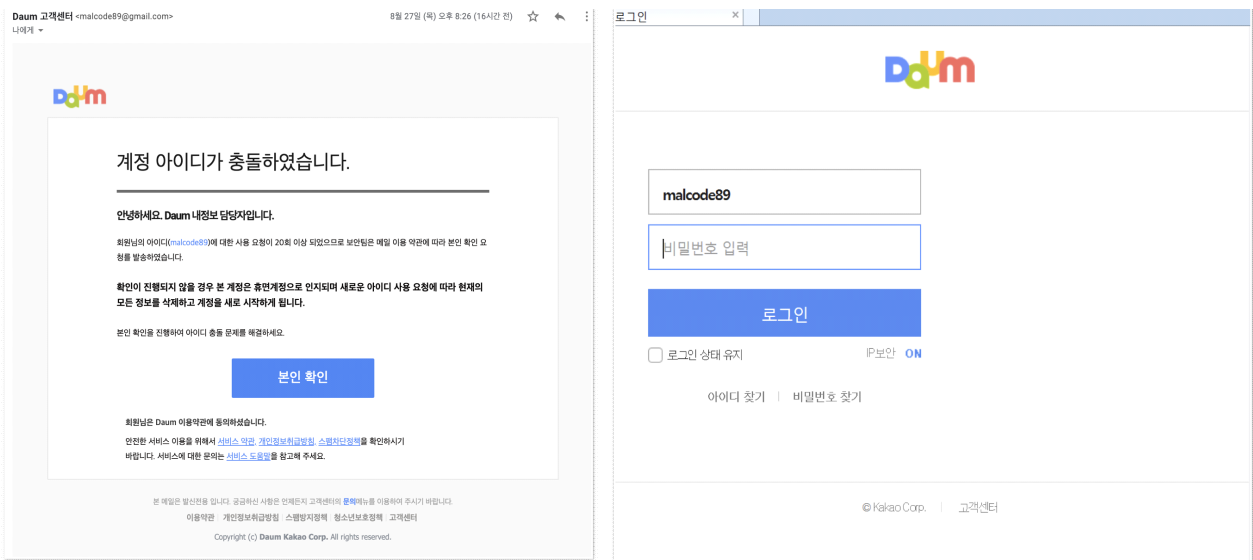 Daum 고객센터 <malcode89@gmail.com>
8월 27일 (목) 오후 8:26 (16시간 전)
나에게
Daum
계정 아이디가 충돌하였습니다.
안녕하세요. Daum 내정보 담당자입니다.
회원님의 아이디(malcode89)에 대한 사용 요청이 20회 이상 되었으므로 보안팀은 메일 이용 약관에 따라 본인 확인 요
청를 발송하였습니다.
확인이 진행되지 않을 경우 본 계정은 휴면계정으로 인지되며 새로운 아이디 사용 요청에 따라 현재의
모든 정보를 삭제하고 계정을 새로 시작하게 됩니다.
본인 확인을 진행하여 아이디 충돌 문제를 해결하세요.
본인 확인
회원님은 Daum 이용약관에 동의하셨습니다.
안전한 서비스 이용을 위해서 서비스 약관, 개인정보취급방침, 스팸차단정책을 확인하시기
바랍니다. 서비스에 대한 문의는 서비스 도움말을 참고해 주세요.
본 메일은 발신전용 입니다. 궁금하신 사항은 언제든지 고객센터의 문의메뉴를 이용하여 주시기 바랍니다.
이용약관 | 개인정보취급방침 | 스팸방지정책 | 청소년보호정책 | 고객센터
Copyright (c) Daum Kakao Corp. All rights reserved.
로그인 ×
Daum
malcode89
비밀번호 입력
로그인
로그인 상태 유지
IP보안 ON
아이디 찾기 | 비밀번호 찾기
© Kakao Corp. | 고객센터